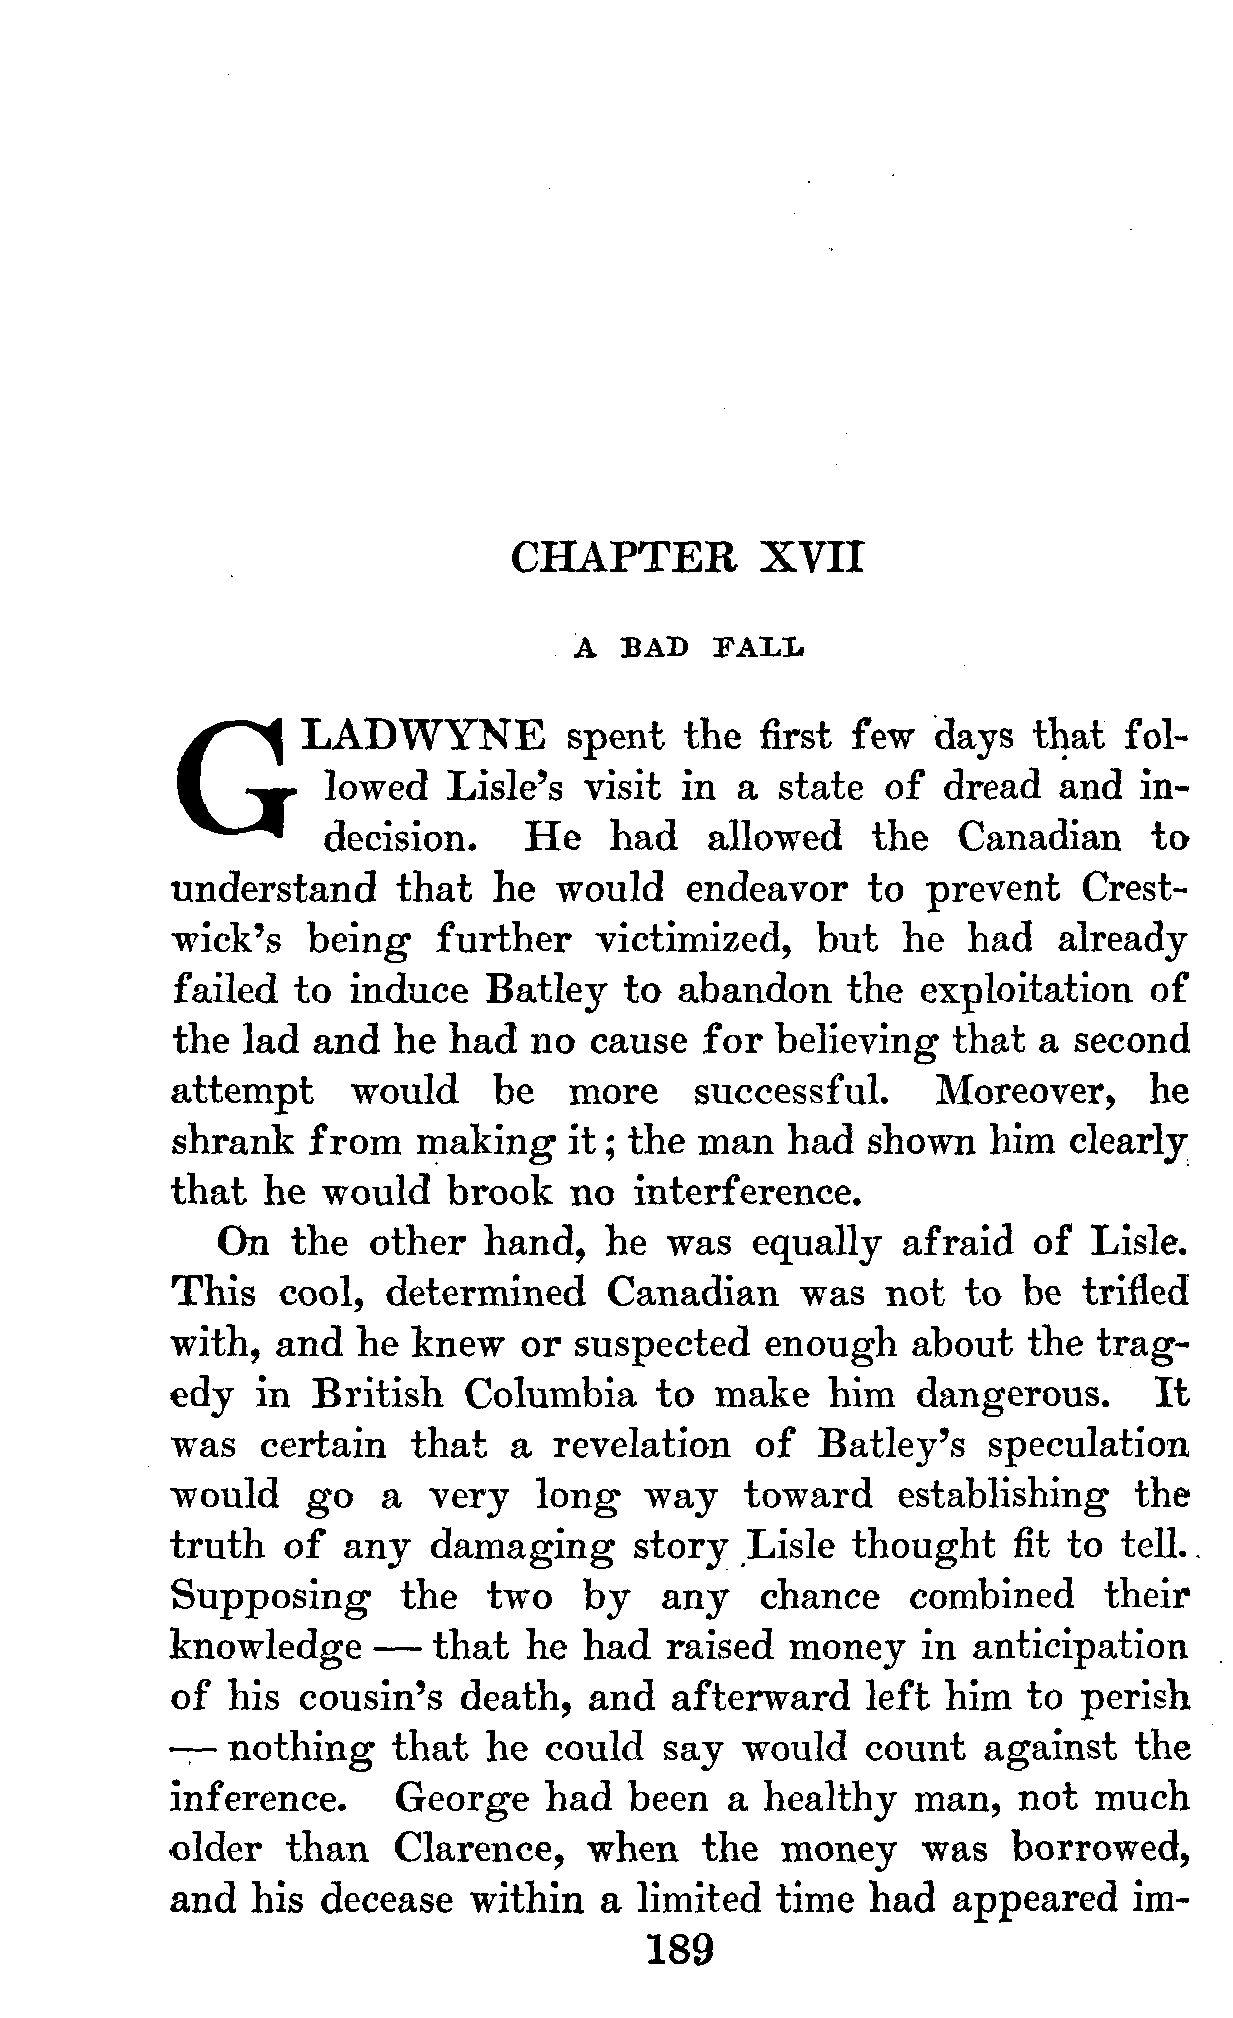 CHAPTER XVII
A BAD FALL
GLADWYNE spent the first few days that fol-
lowed Lisle's visit in a state of dread and in-
decision. He had allowed the Canadian to
understand that he would endeavor to prevent Crest-
wick's being further victimized, but he had already
failed to induce Batley to abandon the exploitation of
the lad and he had no cause for believing that a second
attempt would be more successful. Moreover, he
shrank from making it; the man had shown him clearly
that he would brook no interference.
On the other hand, he was equally afraid of Lisle.
This cool, determined Canadian was not to be trifled
with, and he knew or suspected enough about the trag-
edy in British Columbia to make him dangerous. It
was certain that a revelation of Batley's speculation
would go a very long way toward establishing the
truth of any damaging story Lisle thought fit to tell.
Supposing the two by any chance combined their
knowledge — that he had raised money in anticipation
of his cousin's death, and afterward left him to perish
— nothing that he could say would count against the
inference. George had been a healthy man, not much
older than Clarence, when the money was borrowed,
and his decease within a limited time had appeared im-
189